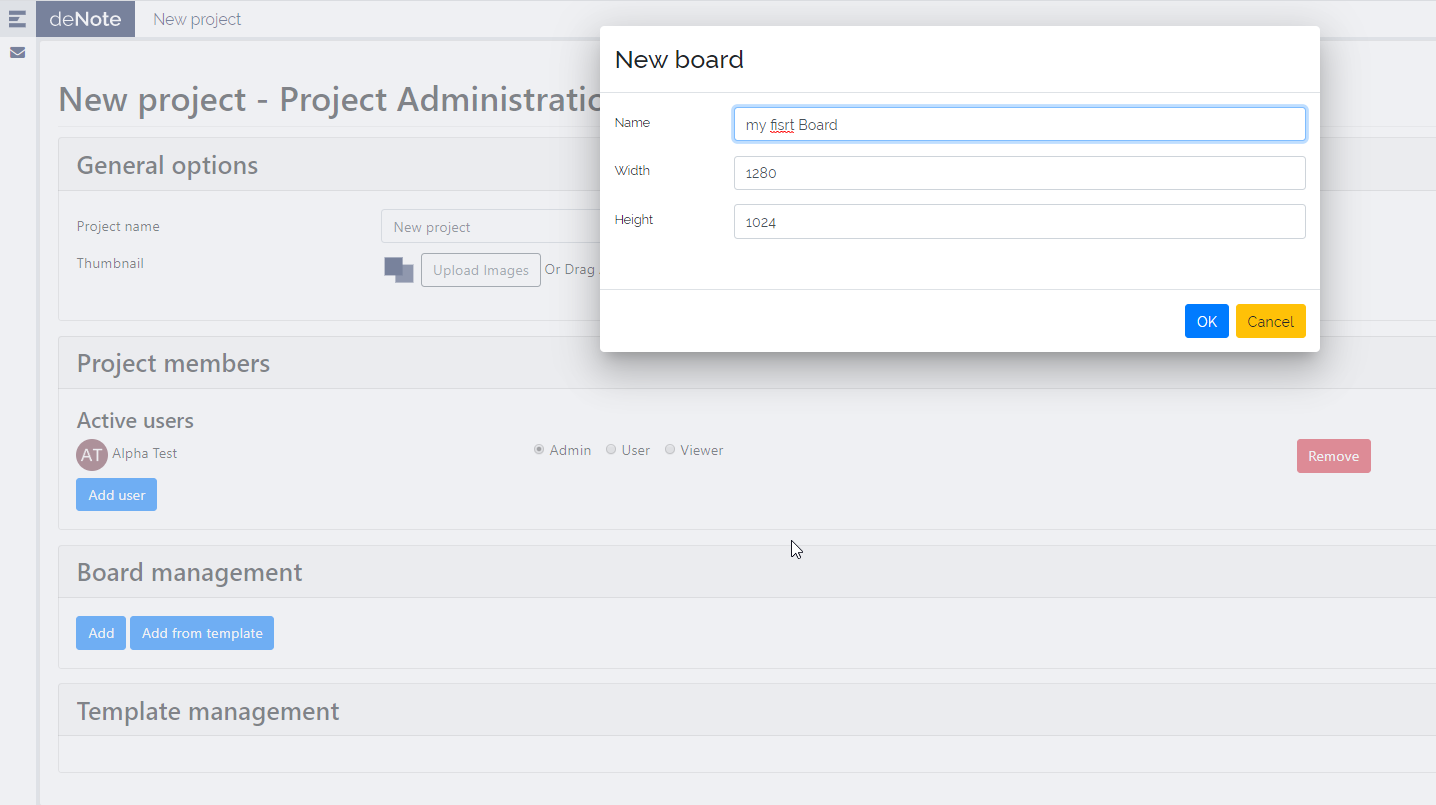 deNote New project
New board
Name my fisrt Board
Width 1280
Height 1024
OK Cancel
New project - Project Administratio
General options
Project name New project
Thumbnail Upload Images Or Drag
Project members
Active users
AT Alpha Test Admin User Viewer Remove
Add user
Board management
Add Add from template
Template management